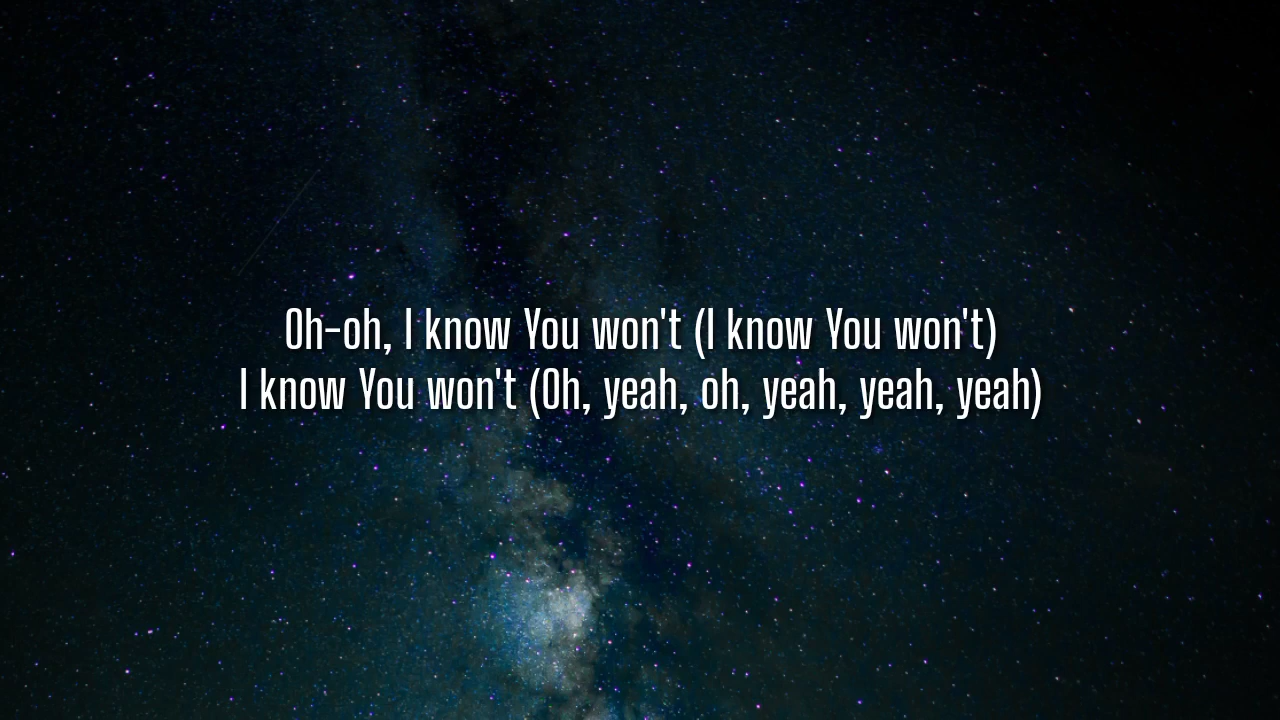 Oh-oh, I know You won't (I know You won't)
I know You won't (Oh, yeah, oh, yeah, yeah, yeah)